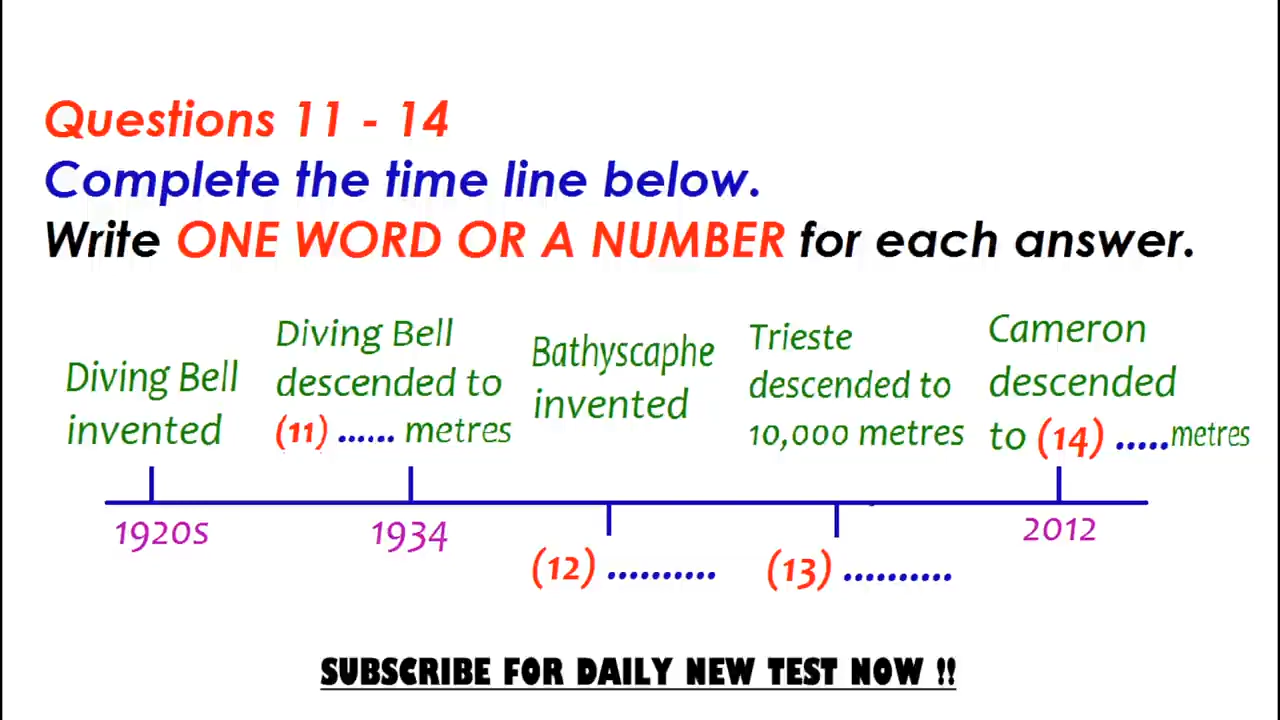 Questions 11 - 14
Complete the time line below.
Write ONE WORD OR A NUMBER for each answer.
Diving Bell
invented
Diving Bell
descended to
(11) ...... metres
Bathyscaphe
invented
Trieste
descended to
10,000 metres
Cameron
descended
to (14) .....metres
1920s
1934
(12) ..........
(13) ..........
2012
SUBSCRIBE FOR DAILY NEW TEST NOW !!